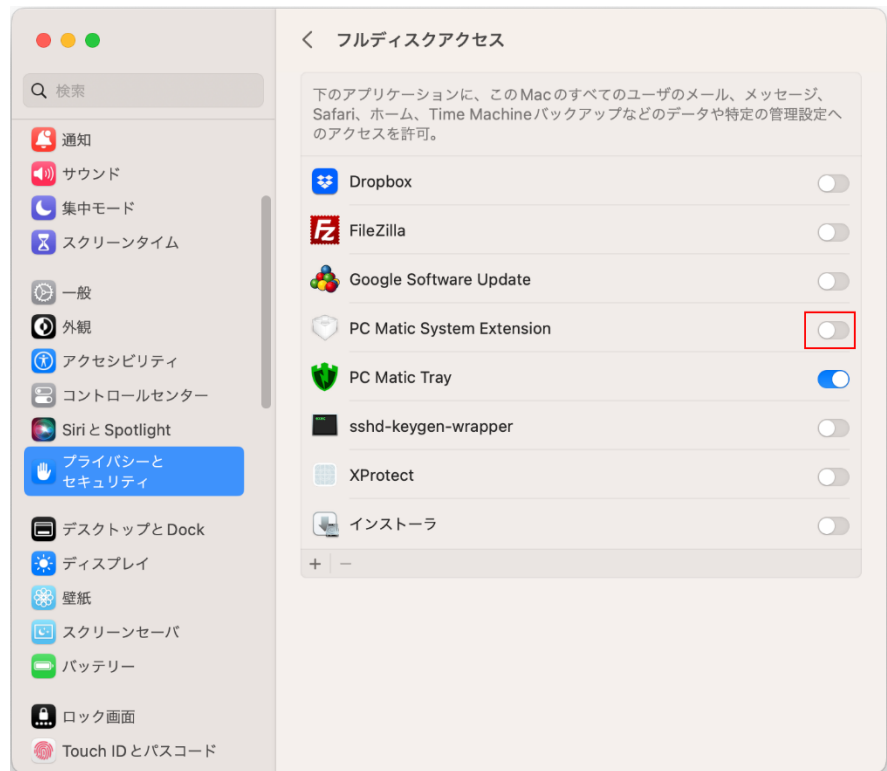 検索
通知
サウンド
集中モード
スクリーンタイム
一般
外観
アクセシビリティ
コントロールセンター
Siri と Spotlight
プライバシーと
セキュリティ
デスクトップと Dock
ディスプレイ
壁紙
スクリーンセーバ
バッテリー
ロック画面
Touch ID とパスコード
フルディスクアクセス
下のアプリケーションに、この Mac のすべてのユーザのメール、メッセージ、
Safari、ホーム、Time Machine バックアップなどのデータや特定の管理設定へ
のアクセスを許可。
Dropbox
FileZilla
Google Software Update
PC Matic System Extension
PC Matic Tray
sshd-keygen-wrapper
XProtect
インストーラ